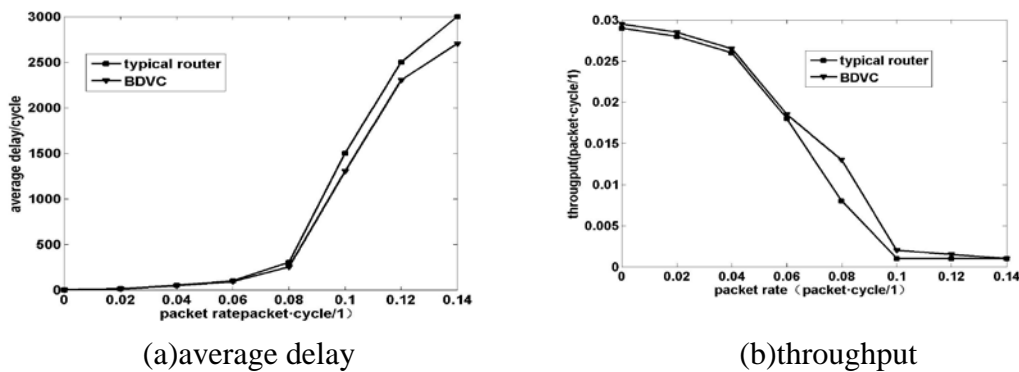 3000
2500
2000
1500
1000
500
0
average delay/cycle
typical router
BDVC
0 0.02 0.04 0.06 0.08 0.1 0.12 0.14
packet ratepacket·cycle/1）
(a)average delay
0.03
0.025
0.02
0.015
0.01
0.005
0
througput(packet·cycle/1)
typical router
BDVC
0 0.02 0.04 0.06 0.08 0.1 0.12 0.14
packet rate（packet·cycle/1)
(b)throughput